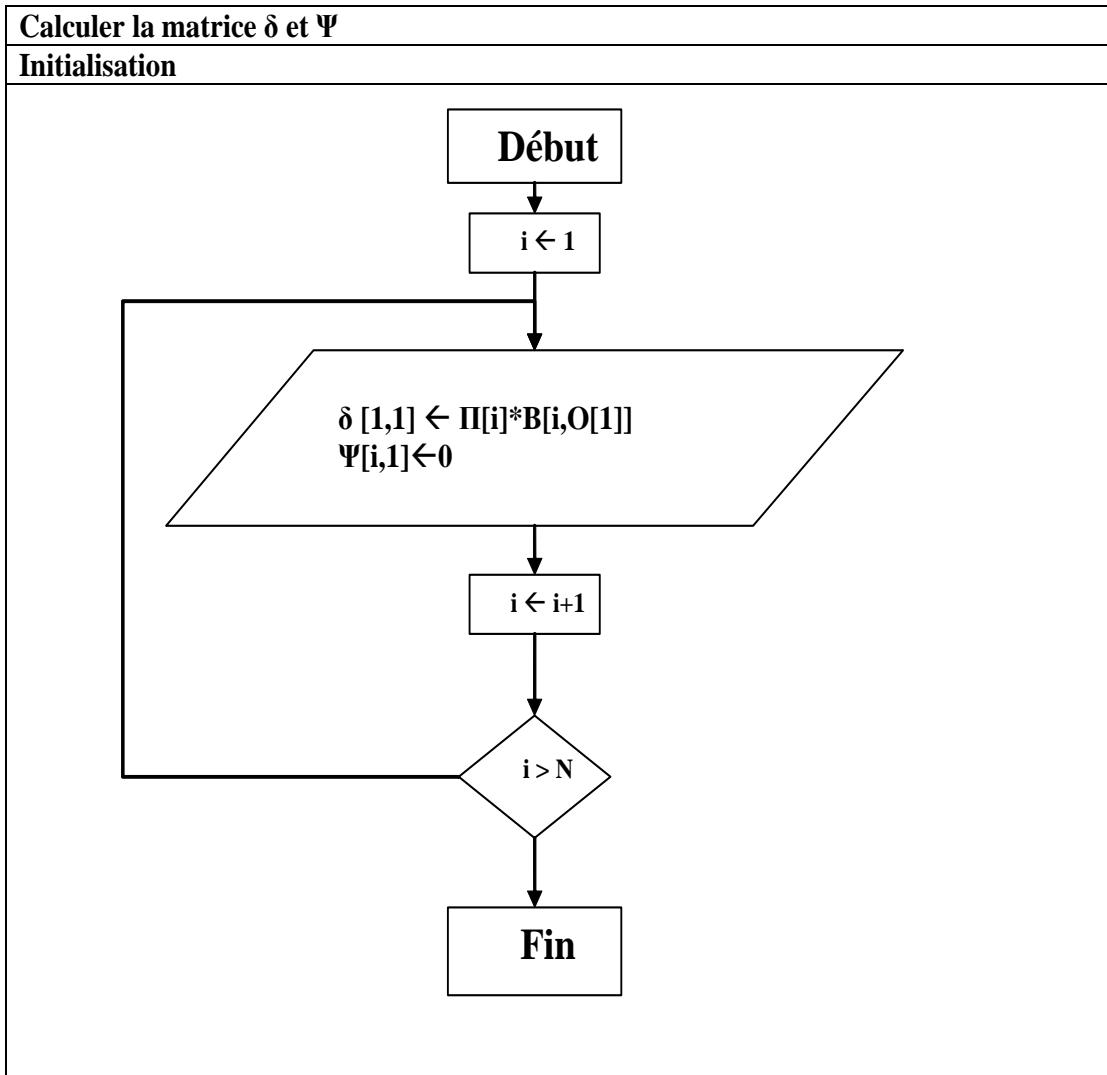 Calculer la matrice δ et Ψ
Initialisation
Début
i ← 1
δ [1,1] ← Π[i]*B[i,O[1]]
Ψ[i,1]←0
i ← i+1
i > N
Fin